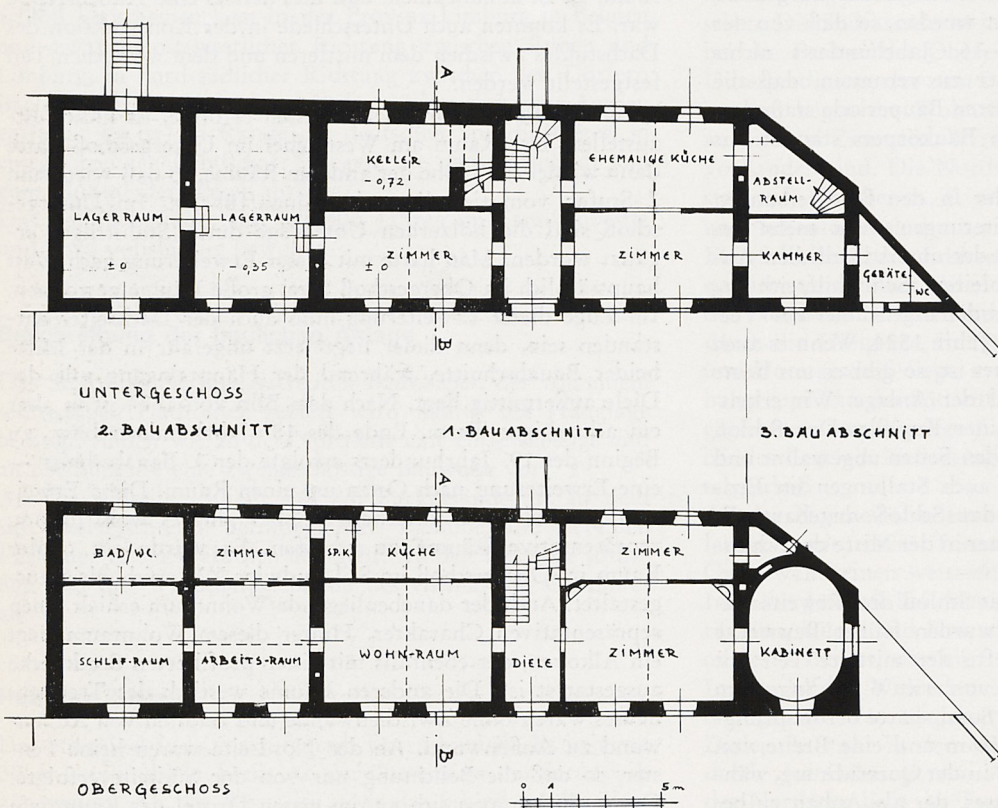 A
KELLER
- 0,72
EHEMALIGE KÜCHE
ABSTELL-
RAUM
LAGERRAUM
LAGERRAUM
ZIMMER
ZIMMER
KAMMER
± 0
- 0,35
± 0
GERÄTE
WC
B
UNTERGESCHOSS
2. BAUABSCHNITT
1. BAUABSCHNITT
3. BAUABSCHNITT
A
BAD/WC.
ZIMMER
SPK.
KÜCHE
ZIMMER
SCHLAF-RAUM
ARBEITS-RAUM
WOHN-RAUM
DIELE
ZIMMER
KABINETT
B
OBERGESCHOSS
0 1 5 m